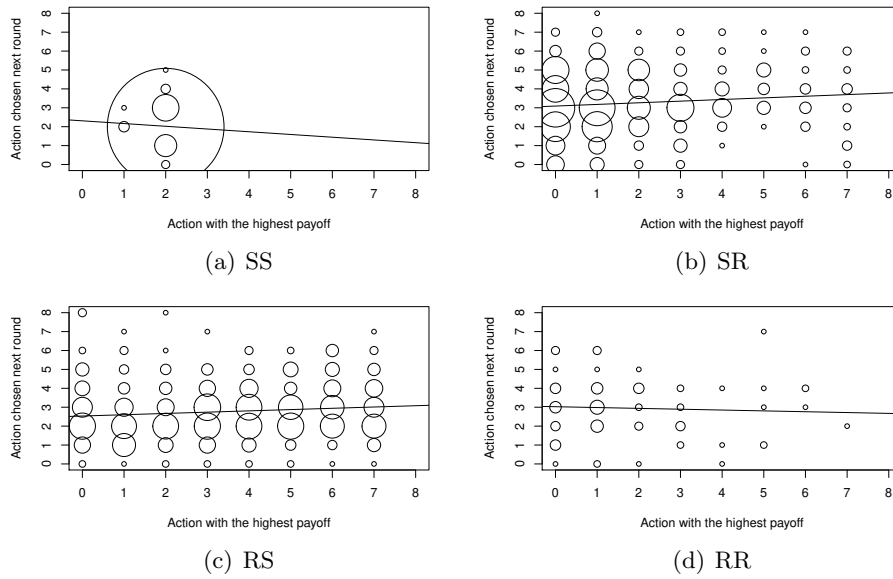 Action chosen next round
0 1 2 3 4 5 6 7 8
0 1 2 3 4 5 6 7 8
Action with the highest payoff
(a) SS
Action chosen next round
0 1 2 3 4 5 6 7 8
0 1 2 3 4 5 6 7 8
Action with the highest payoff
(b) SR
Action chosen next round
0 1 2 3 4 5 6 7 8
0 1 2 3 4 5 6 7 8
Action with the highest payoff
(c) RS
Action chosen next round
0 1 2 3 4 5 6 7 8
0 1 2 3 4 5 6 7 8
Action with the highest payoff
(d) RR